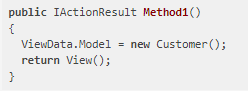 public IActionResult Method1()
{
  ViewData.Model = new Customer();
  return View();
}